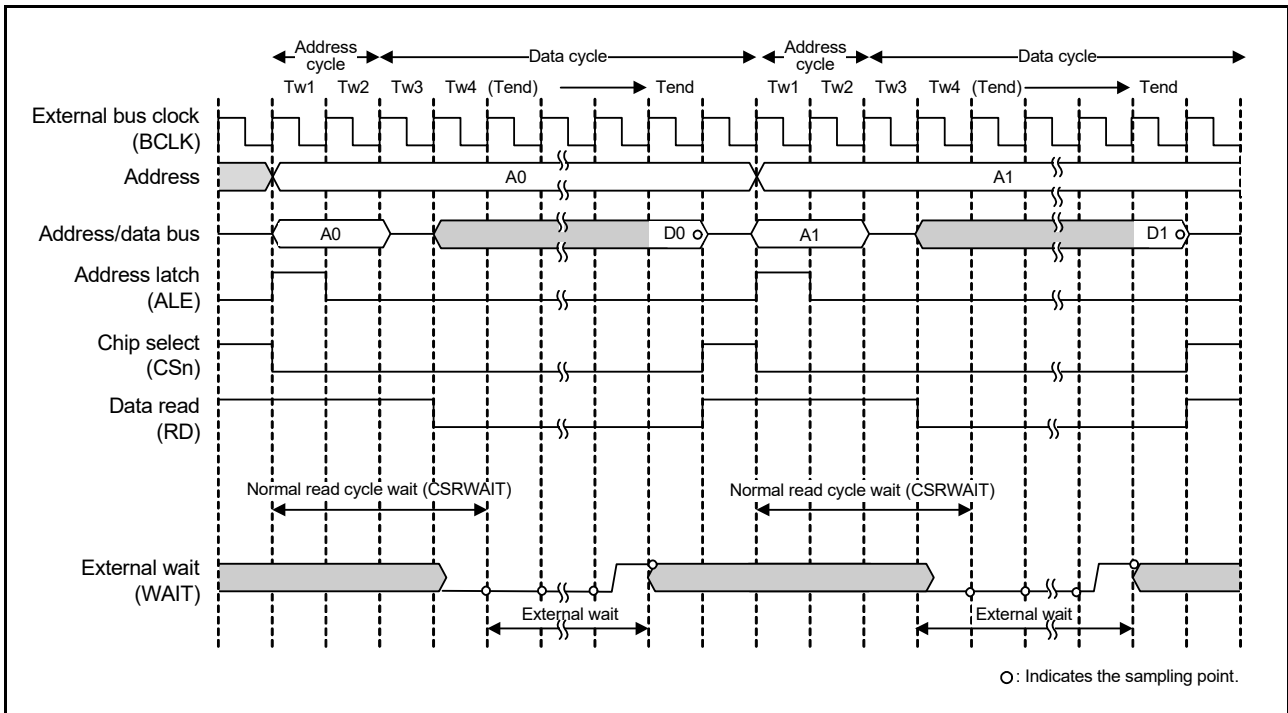 Address cycle Data cycle Address cycle Data cycle
Tw1 Tw2 Tw3 Tw4 (Tend) Tend Tw1 Tw2 Tw3 Tw4 (Tend) Tend
External bus clock
(BCLK)
Address A0 A1
Address/data bus A0 D0 A1 D1
Address latch
(ALE)
Chip select
(CSn)
Data read
(RD)
Normal read cycle wait (CSRWAIT) Normal read cycle wait (CSRWAIT)
External wait
(WAIT)
External wait External wait
: Indicates the sampling point.